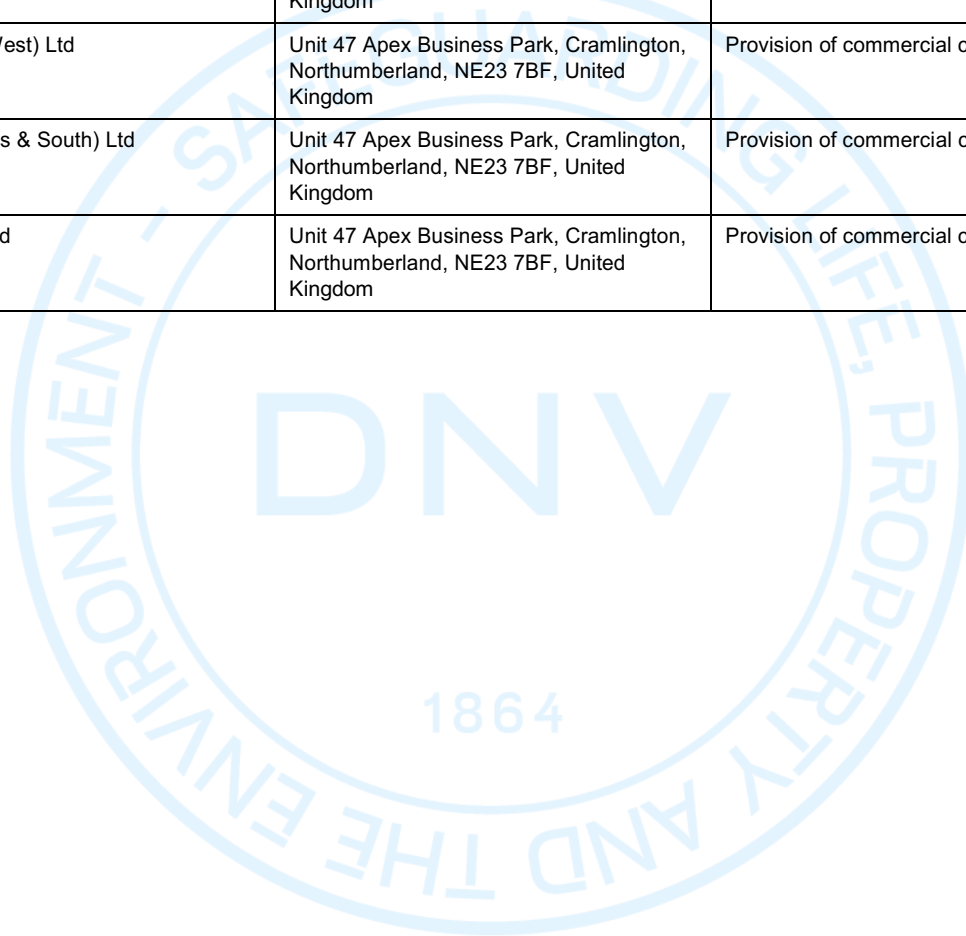 Kingdom
est) Ltd
Unit 47 Apex Business Park, Cramlington,
Northumberland, NE23 7BF, United
Kingdom
Provision of commercial
s & South) Ltd
Unit 47 Apex Business Park, Cramlington,
Northumberland, NE23 7BF, United
Kingdom
Provision of commercial
d
Unit 47 Apex Business Park, Cramlington,
Northumberland, NE23 7BF, United
Kingdom
Provision of commercial
SAFEGUARDING LIFE, PROPERTY AND THE ENVIRONMENT -
DNV
1864